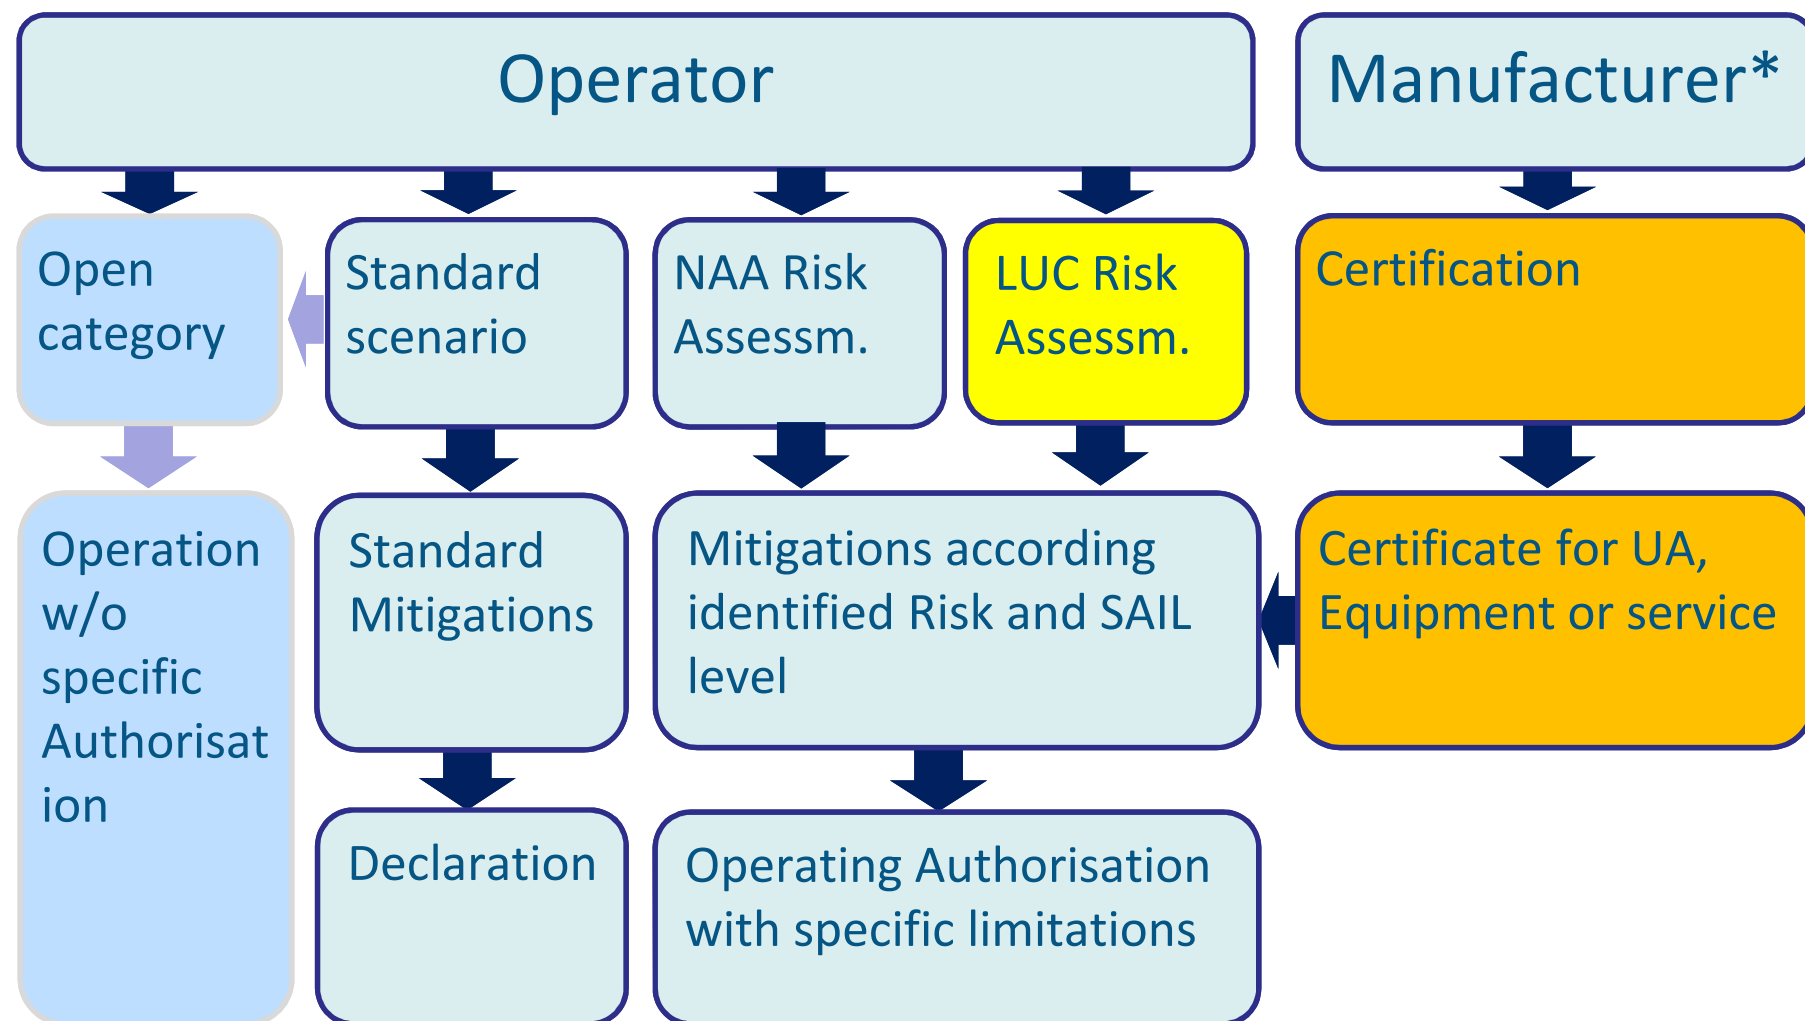 Operator
Manufacturer*
Open
category
Standard
scenario
NAA Risk
Assessm.
LUC Risk
Assessm.
Certification
Operation
w/o
specific
Authorisat
ion
Standard
Mitigations
Mitigations according
identified Risk and SAIL
level
Certificate for UA,
Equipment or service
Declaration
Operating Authorisation
with specific limitations